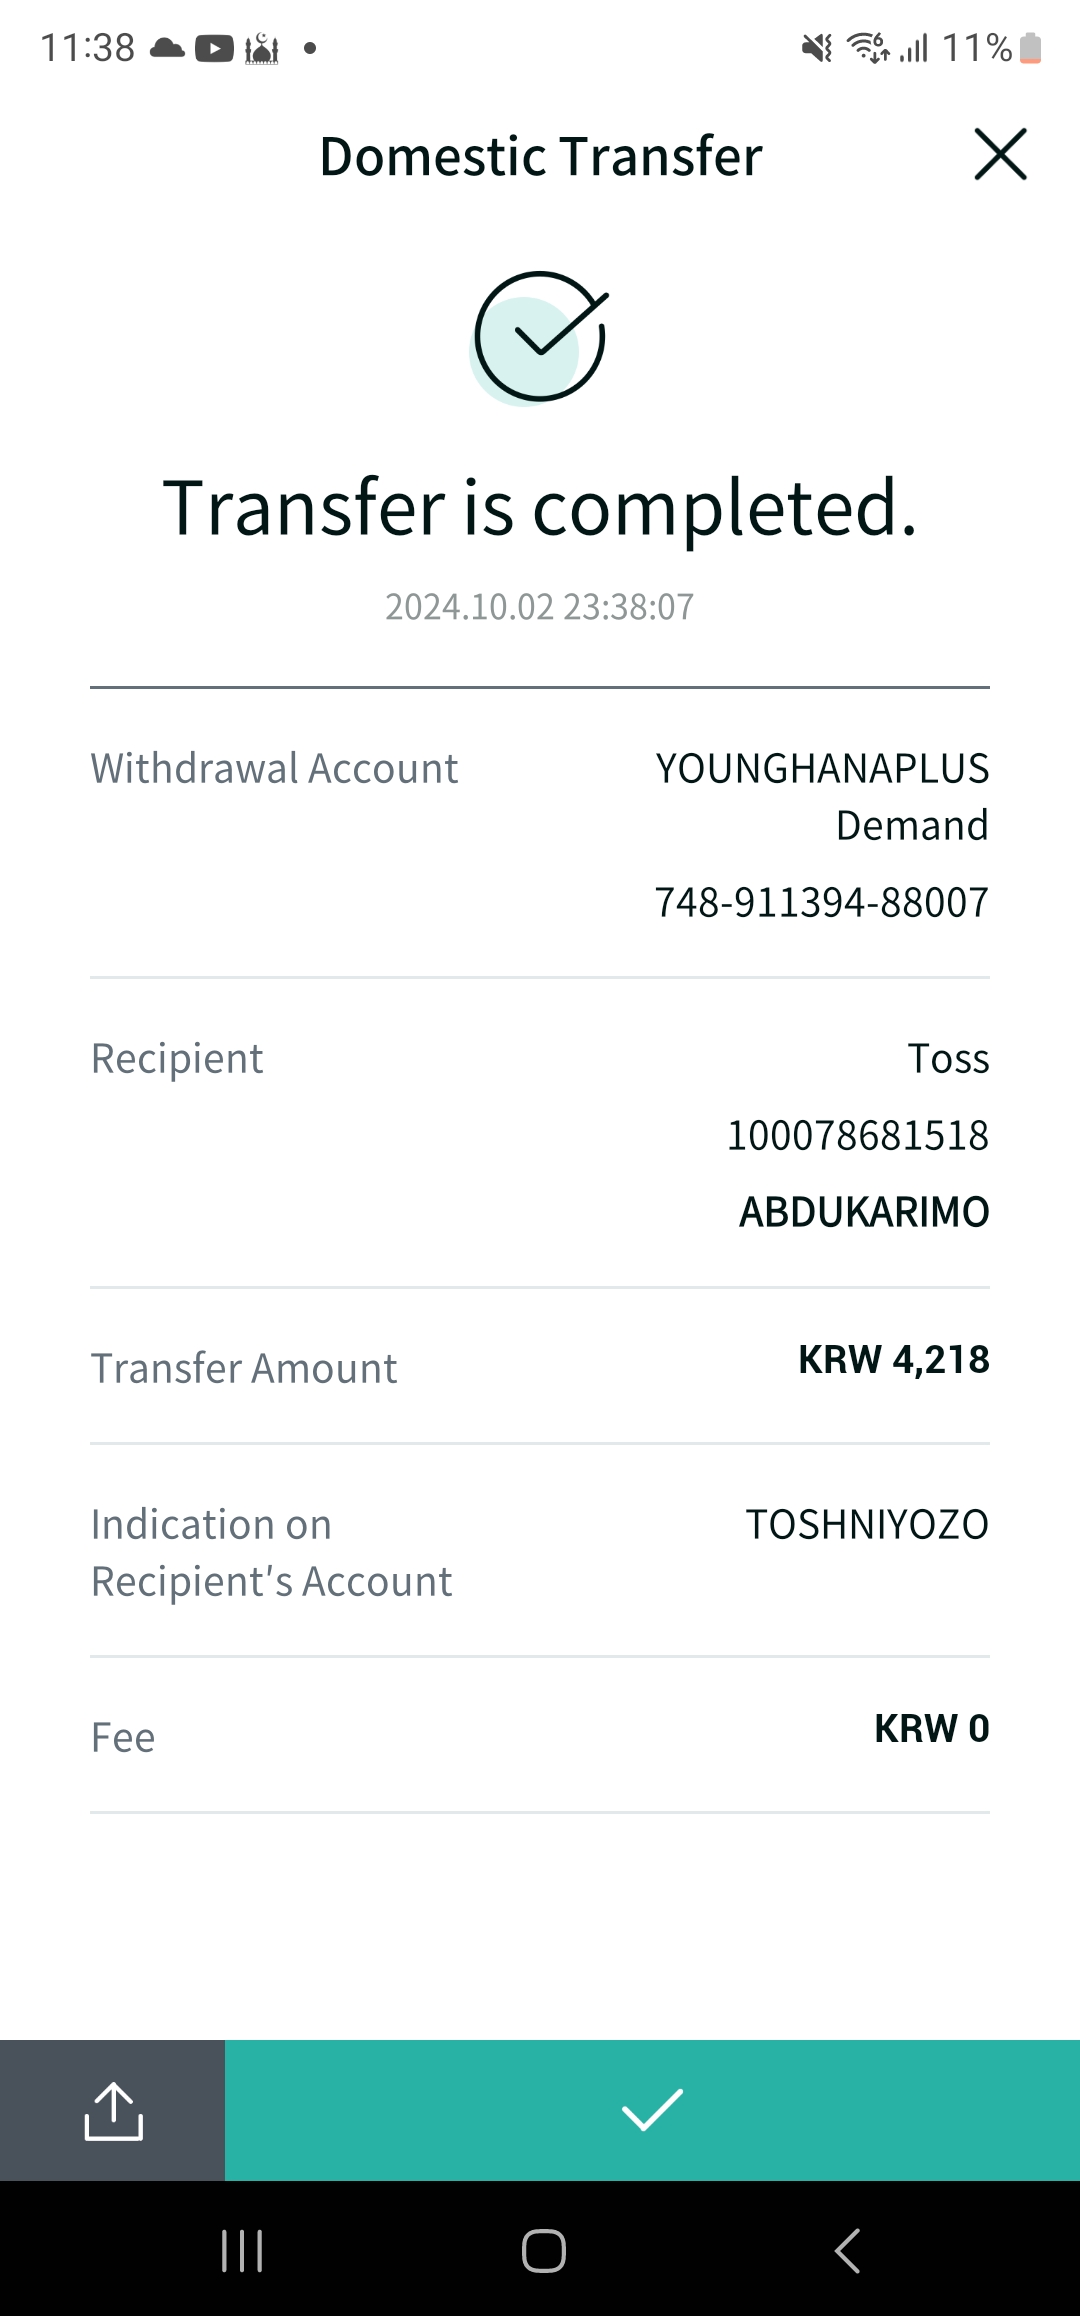 11:38
11%
Domestic Transfer
Transfer is completed.
2024.10.02 23:38:07
Withdrawal Account
YOUNGHANAPLUS
Demand
748-911394-88007
Recipient
Toss
100078681518
ABDUKARIMO
Transfer Amount
KRW 4,218
Indication on
Recipient's Account
TOSHNIYOZO
Fee
KRW 0